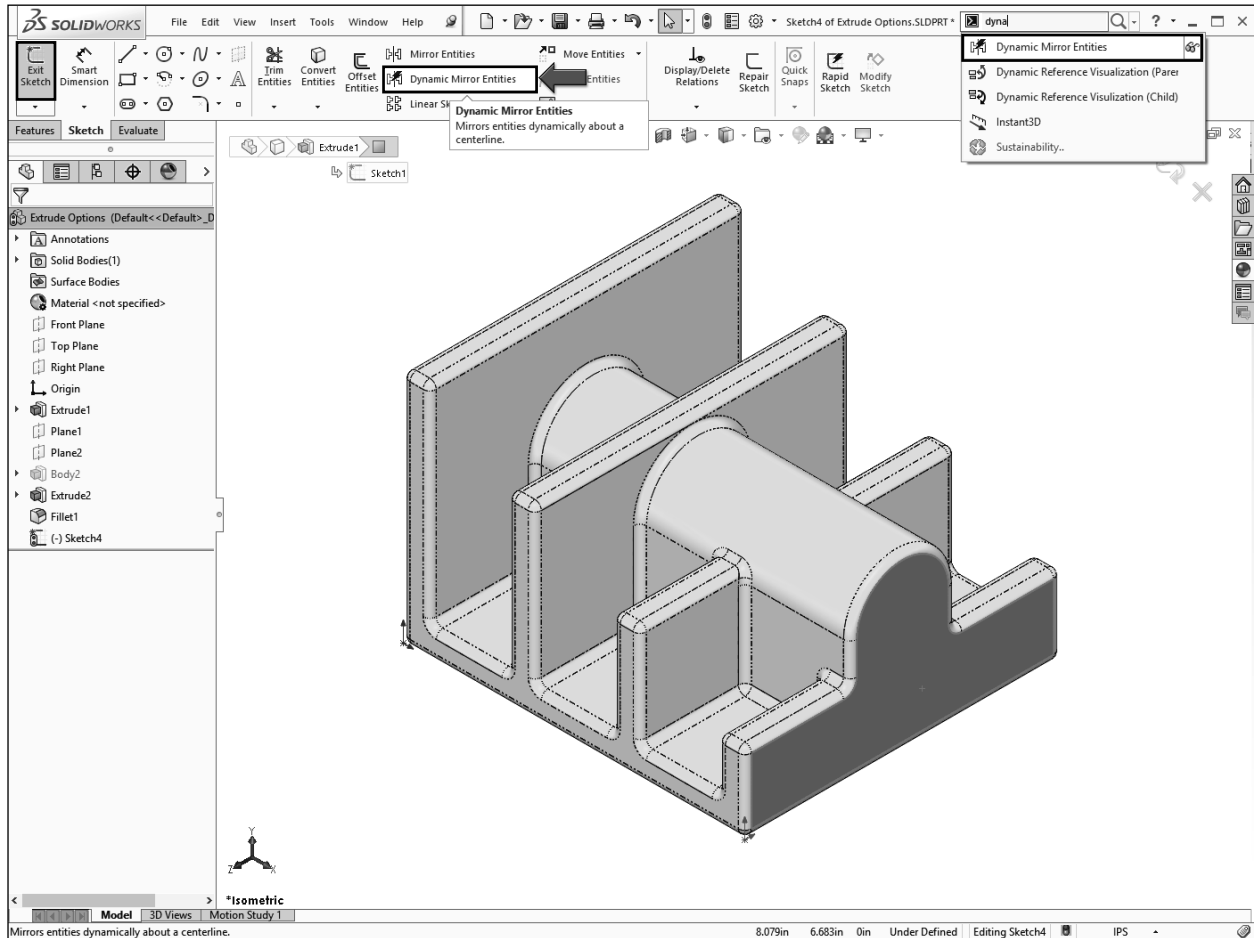 SOLIDWORKS
File Edit View Insert Tools Window Help
Sketch4 of Extrude Options.SLDPRT *
dyna
Exit Sketch
Smart Dimension
Trim Entities
Convert Entities
Offset Entities
Mirror Entities
Dynamic Mirror Entities
Linear Sk
Move Entities
Entities
Display/Delete Relations
Repair Sketch
Quick Snaps
Rapid Sketch
Modify Sketch
Dynamic Mirror Entities
Mirrors entities dynamically about a
centerline.
Dynamic Mirror Entities
Dynamic Reference Visualization (Parer
Dynamic Reference Visulization (Child)
Instant3D
Sustainability..
Features Sketch Evaluate
Extrude1
Sketch1
Extrude Options (Default<<Default>_D
Annotations
Solid Bodies(1)
Surface Bodies
Material <not specified>
Front Plane
Top Plane
Right Plane
Origin
Extrude1
Plane1
Plane2
Body2
Extrude2
Fillet1
(-) Sketch4
Y
Z X
*Isometric
Model 3D Views Motion Study 1
Mirrors entities dynamically about a centerline.
8.079in 6.683in 0in Under Defined Editing Sketch4 IPS